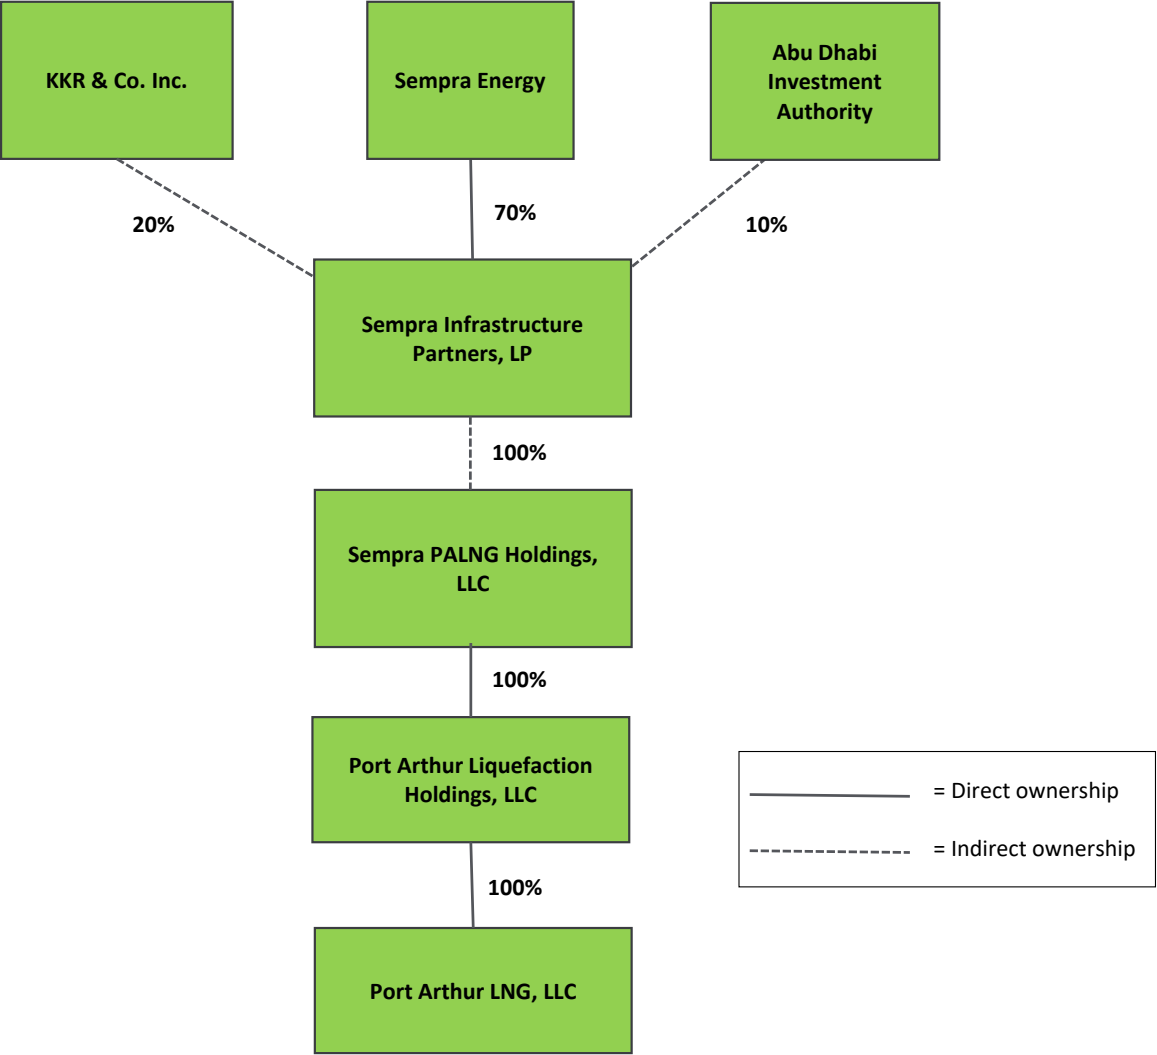 KKR & Co. Inc.
Sempra Energy
Abu Dhabi
Investment
Authority
20%
70%
10%
Sempra Infrastructure
Partners, LP
100%
Sempra PALNG Holdings,
LLC
100%
Port Arthur Liquefaction
Holdings, LLC
= Direct ownership
= Indirect ownership
100%
Port Arthur LNG, LLC